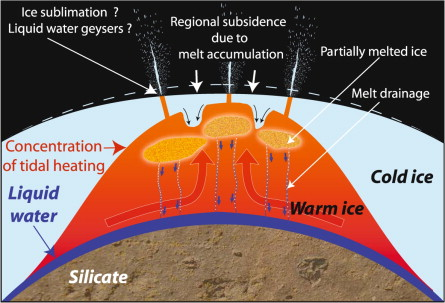 Ice sublimation ?
Liquid water geysers ?
Regional subsidence
due to
melt accumulation
Partially melted ice
Melt drainage
Concentration
of tidal heating
Cold ice
Liquid
water
Warm ice
Silicate